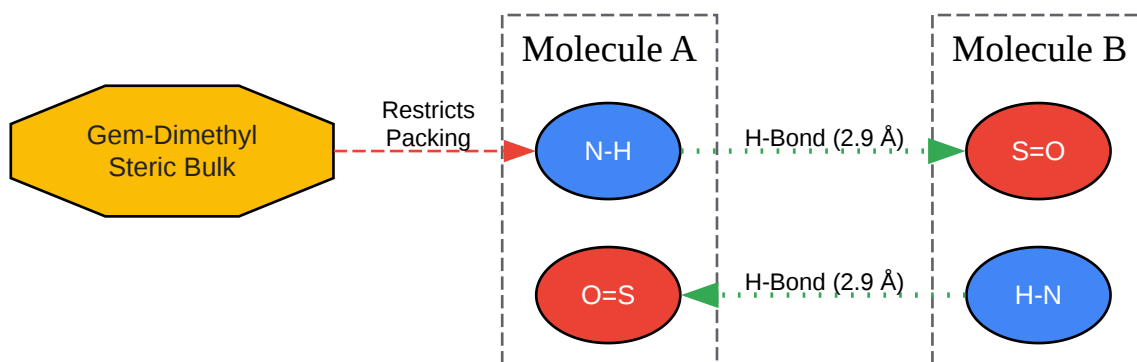 Molecule A
Molecule B
Gem-Dimethyl
Steric Bulk
Restricts
Packing
N-H
H-Bond (2.9 Å)
S=O
O=S
H-Bond (2.9 Å)
H-N